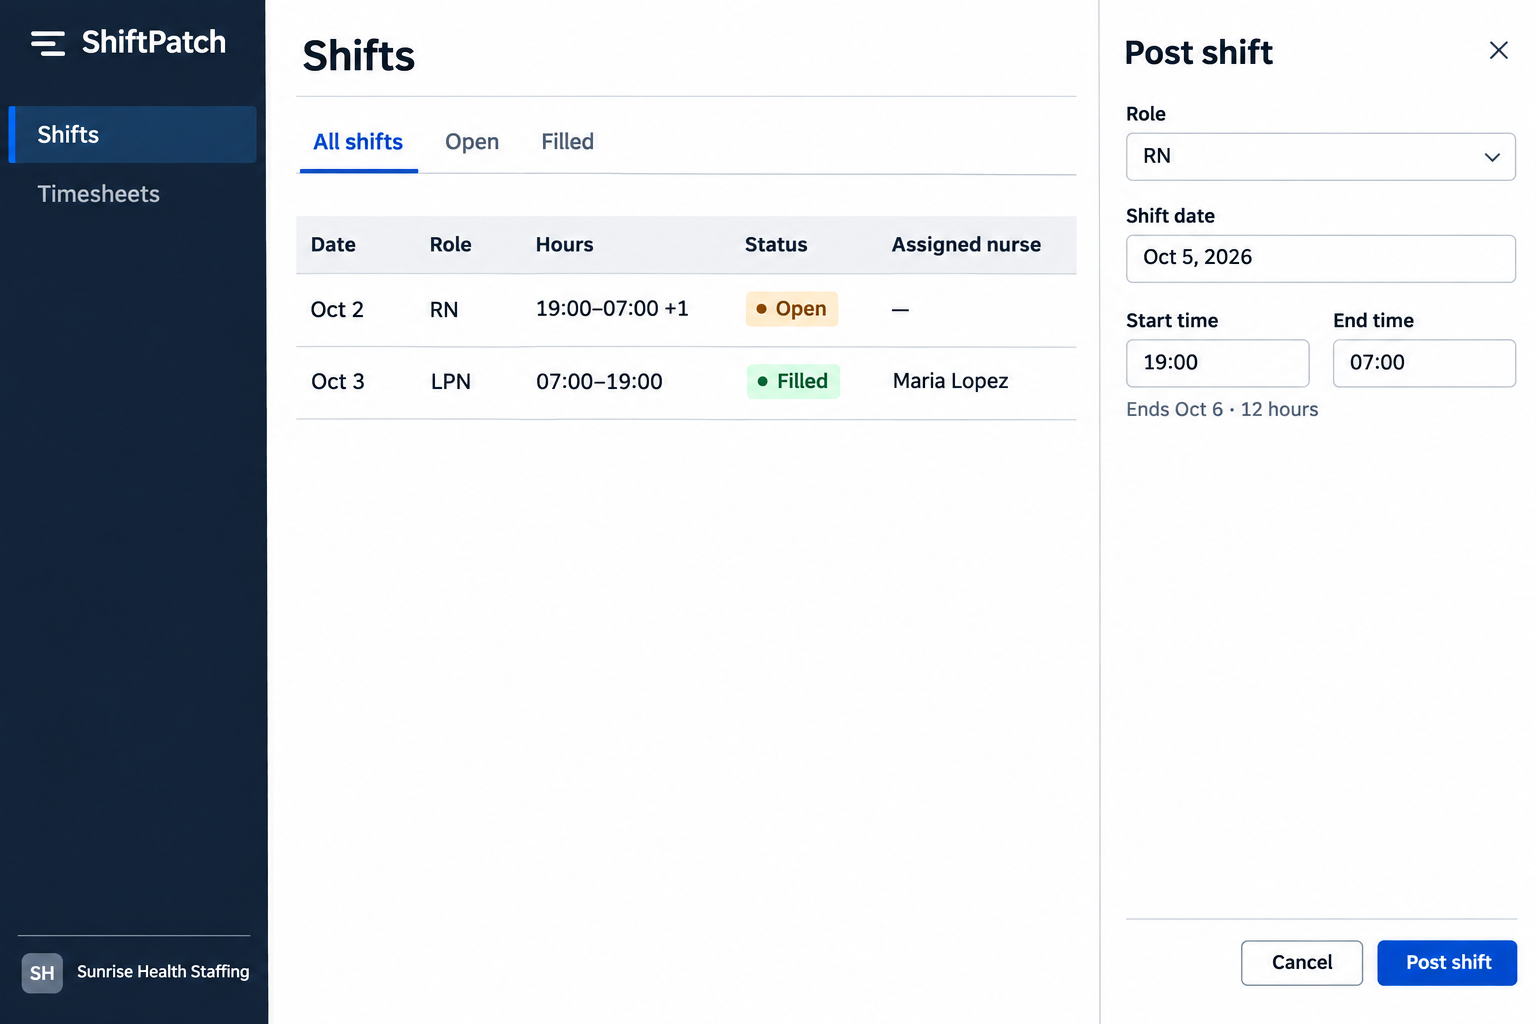 ShiftPatch
Shifts
Timesheets
SH
Sunrise Health Staffing
Shifts
All shifts Open Filled
Date Role Hours Status Assigned nurse
Oct 2 RN 19:00–07:00 +1 Open —
Oct 3 LPN 07:00–19:00 Filled Maria Lopez
Post shift
Role
RN
Shift date
Oct 5, 2026
Start time End time
19:00 07:00
Ends Oct 6 · 12 hours
Cancel Post shift